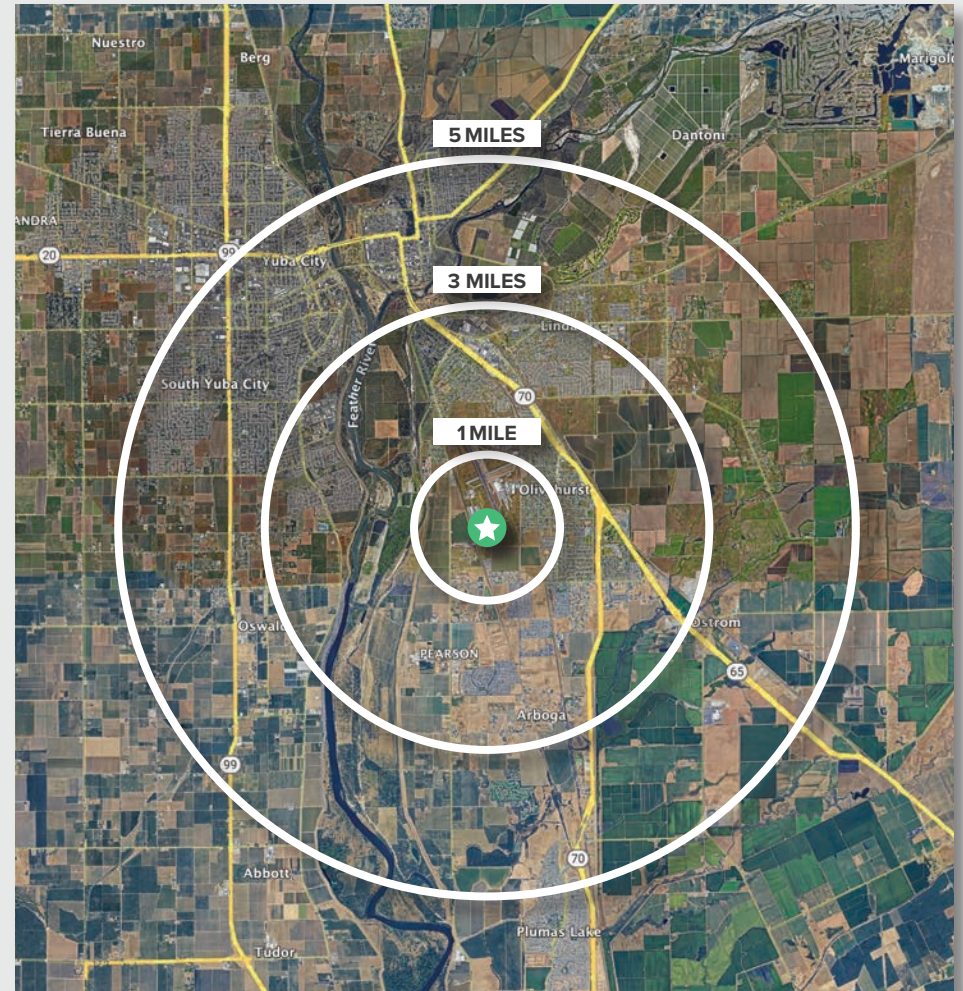 Nuestro
Berg
Marigold
Tierra Buena
5 MILES
Dantoni
ANDRA
20
99
Yuba City
3 MILES
Linda
South Yuba City
Feather River
70
1 MILE
Olivehurst
Oswald
PEARSON
Ostrom
65
Arboga
99
70
Abbott
Plumas Lake
Tudor